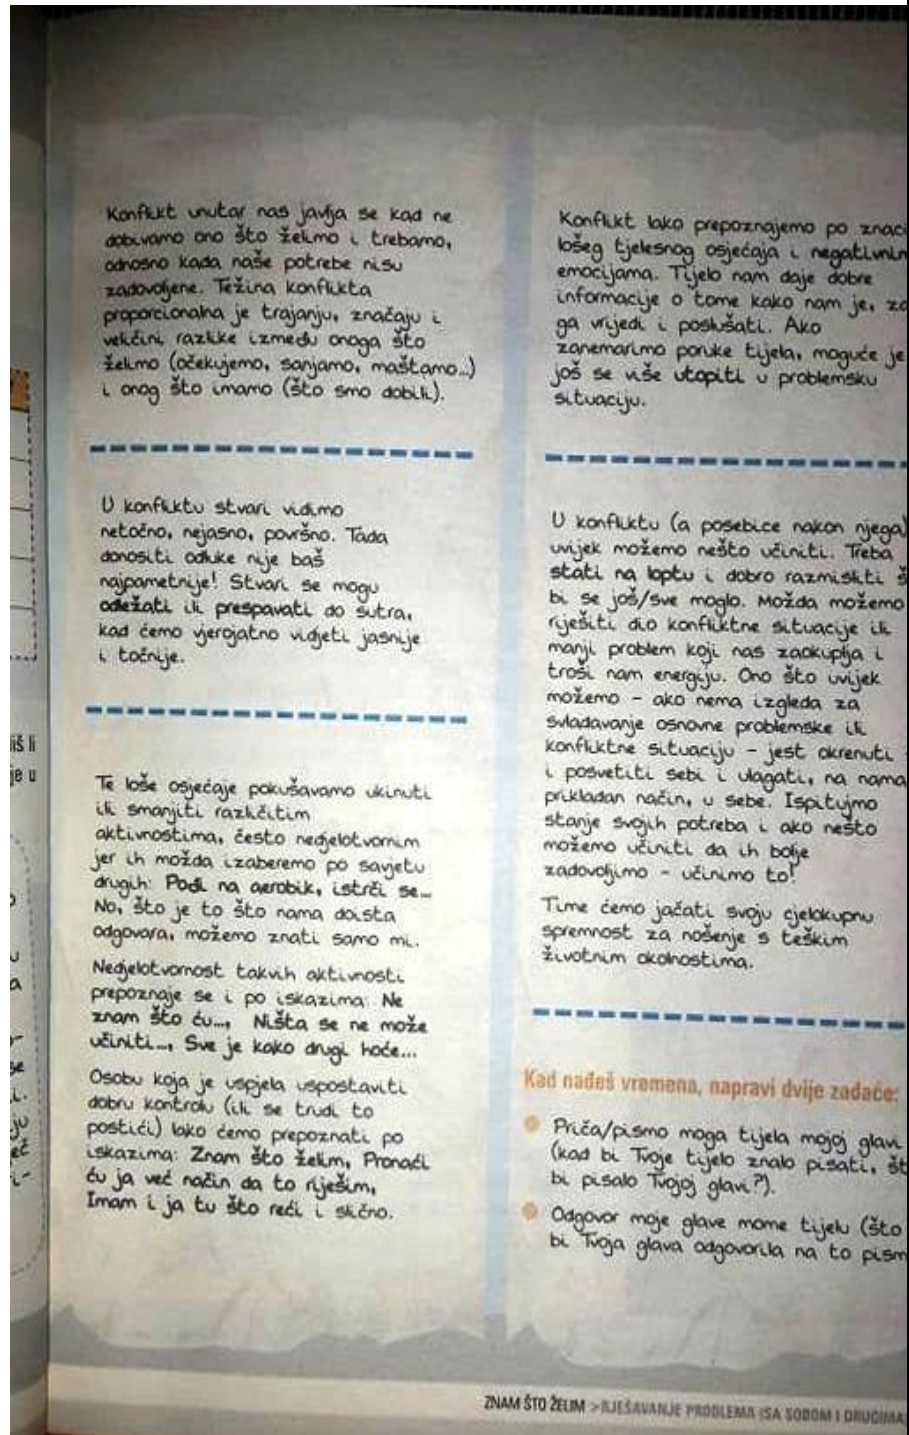 Konflikt unutar nas javlja se kad ne
dobivamo ono što želimo i trebamo,
odnosno kada naše potrebe nisu
zadovoljene. Težina konflikta
proporcionalna je trajanju, značaju i
veličini razlike između onoga što
želimo (očekujemo, sanjamo, maštamo...)
i onog što imamo (što smo dobili).
U konfliktu stvari vidimo
netočno, nejasno, površno. Tada
donositi odluke nije baš
najpametnije! Stvari se mogu
odležati ili prespavati do sutra,
kad ćemo vjerojatno vidjeti jasnije
i točnije.
Te loše osjećaje pokušavamo ukinuti
ili smanjiti različitim
aktivnostima, često nedjelotvornim
jer ih možda izaberemo po savjetu
drugih: Pođi na aerobik, istrči se...
No, što je to što nama doista
odgovara, možemo znati samo mi.
Nedjelotvornost takvih aktivnosti
prepoznaje se i po iskazima: Ne
znam što ću..., Ništa se ne može
učiniti..., Sve je kako drugi hoće...
Osobu koja je uspjela uspostaviti
dobru kontrolu (ili se trudi to
postići) lako ćemo prepoznati po
iskazima: Znam što želim, Pronaći
ću ja već način da to riješim,
Imam i ja tu što reći i slično.
Konflikt lako prepoznajemo po znaci
lošeg tjelesnog osjećaja i negativnim
emocijama. Tijelo nam daje dobre
informacije o tome kako nam je, za
ga vrijedi i poslušati. Ako
zanemarimo poruke tijela, moguće je
još se više utopiti u problemsku
situaciju.
U konfliktu (a posebice nakon njega)
uvijek možemo nešto učiniti. Treba
stati na loptu i dobro razmisliti š
bi se još/sve moglo. Možda možemo
riješiti dio konfliktne situacije ili
manji problem koji nas zaokuplja i
troši nam energiju. Ono što uvijek
možemo - ako nema izgleda za
svladavanje osnovne problemske ili
konfliktne situaciju - jest okrenuti
i posvetiti sebi i ulagati, na nama
prikladan način, u sebe. Ispitujmo
stanje svojih potreba i ako nešto
možemo učiniti da ih bolje
zadovoljimo - učinimo to!
Time ćemo jačati svoju cjelokupnu
spremnost za nošenje s teškim
životnim okolnostima.
Kad nađeš vremena, napravi dvije zadaće:
Priča/pismo moga tijela mojoj glavi
(kad bi Tvoje tijelo znalo pisati, št
bi pisalo Tvojoj glavi?).
Odgovor moje glave mome tijelu (što
bi Tvoja glava odgovorila na to pism
ZNAM ŠTO ŽELIM > RJEŠAVANJE PROBLEMA (SA SOBOM I DRUGIMA